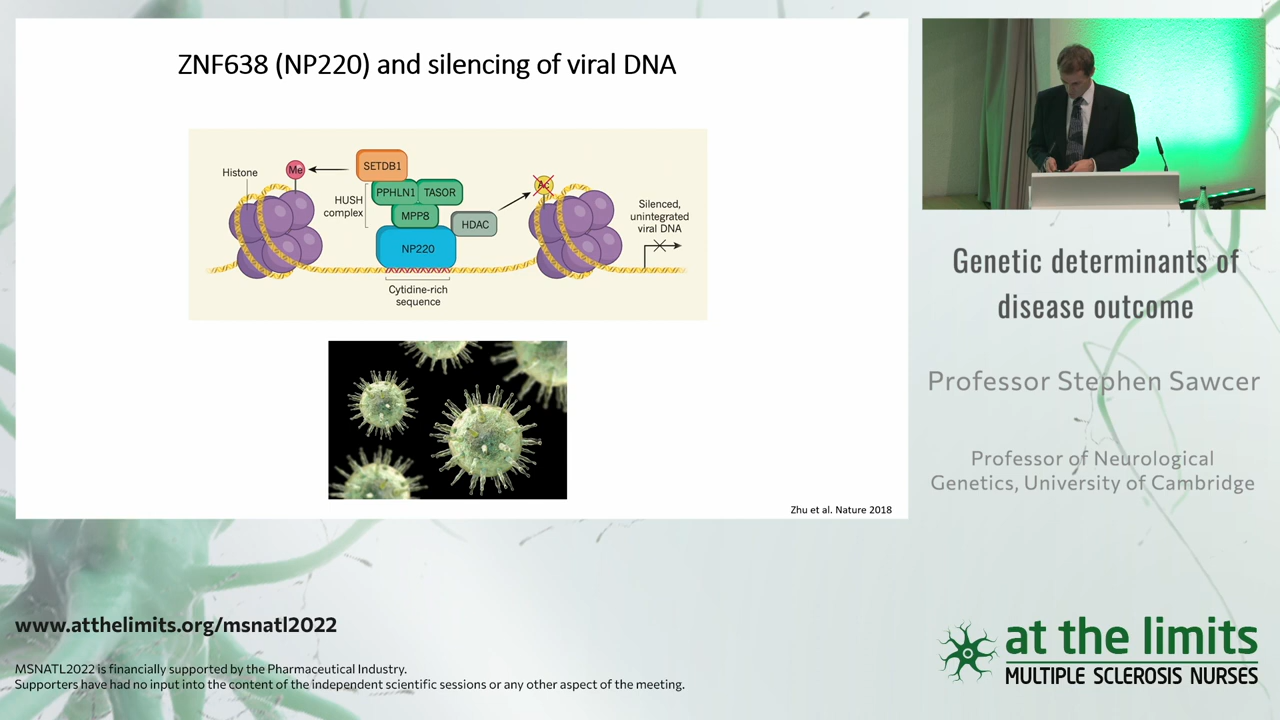 ZNF638 (NP220) and silencing of viral DNA
Histone
Me
SETDB1
HUSH
complex
PPHLN1
TASOR
MPP8
HDAC
NP220
Ac
Cytidine-rich
sequence
Silenced,
unintegrated
viral DNA
Zhu et al. Nature 2018
Genetic determinants of
disease outcome
Professor Stephen Sawcer
Professor of Neurological
Genetics, University of Cambridge
www.atthelimits.org/msnatl2022
MSNATL2022 is financially supported by the Pharmaceutical Industry.
Supporters have had no input into the content of the independent scientific sessions or any other aspect of the meeting.
at the limits
MULTIPLE SCLEROSIS NURSES